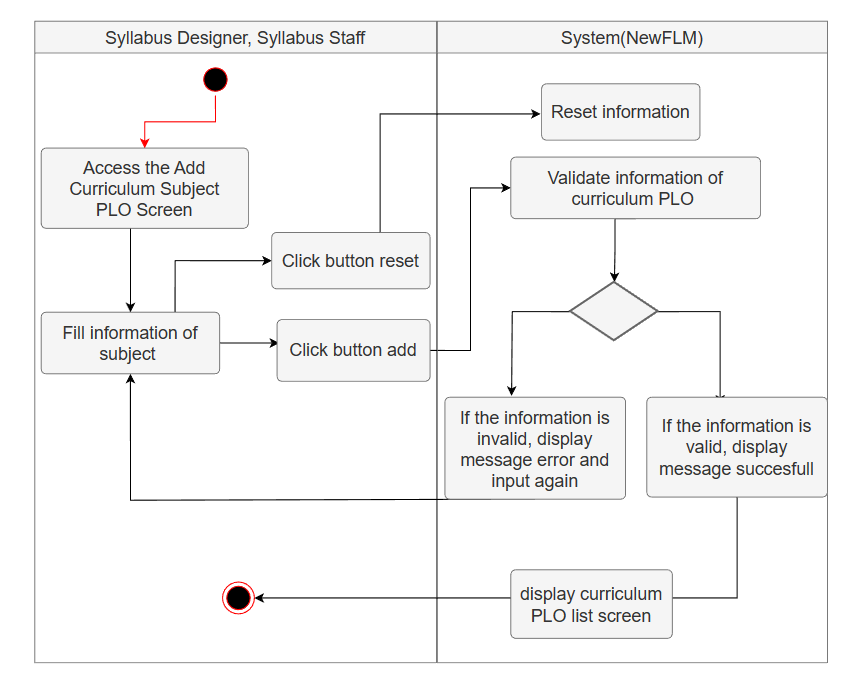 Syllabus Designer, Syllabus Staff
System(NewFLM)
Reset information
Access the Add
Curriculum Subject
PLO Screen
Validate information of
curriculum PLO
Click button reset
Fill information of
subject
Click button add
If the information is
invalid, display
message error and
input again
If the information is
valid, display
message succesfull
display curriculum
PLO list screen